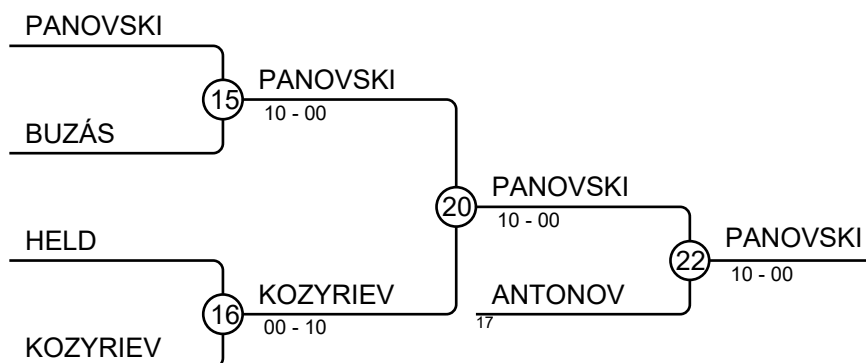 PANOVSKI
15
PANOVSKI
10 - 00
BUZÁS
20
PANOVSKI
10 - 00
HELD
22
PANOVSKI
10 - 00
16
KOZYRIEV
00 - 10
ANTONOV
17
KOZYRIEV